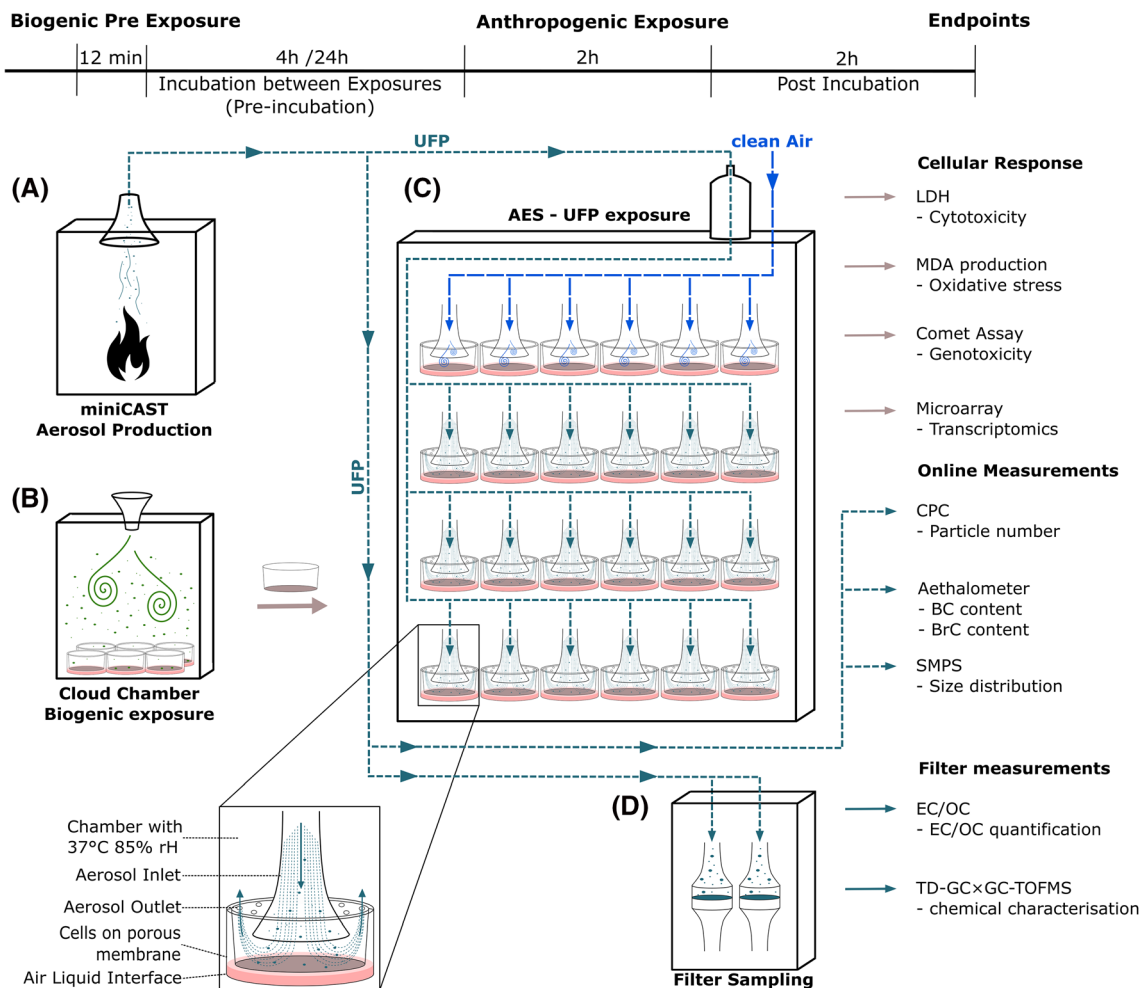 Biogenic Pre Exposure
Anthropogenic Exposure
Endpoints
12 min
4h /24h
2h
2h
Incubation between Exposures
(Pre-incubation)
Post Incubation
UFP
clean Air
(A)
miniCAST
Aerosol Production
(B)
Cloud Chamber
Biogenic exposure
UFP
(C)
AES - UFP exposure
Chamber with
37°C 85% rH
Aerosol Inlet
Aerosol Outlet
Cells on porous
membrane
Air Liquid Interface
(D)
Filter Sampling
Cellular Response
LDH
- Cytotoxicity
MDA production
- Oxidative stress
Comet Assay
- Genotoxicity
Microarray
- Transcriptomics
Online Measurements
CPC
- Particle number
Aethalometer
- BC content
- BrC content
SMPS
- Size distribution
Filter measurements
EC/OC
- EC/OC quantification
TD-GC×GC-TOFMS
- chemical characterisation